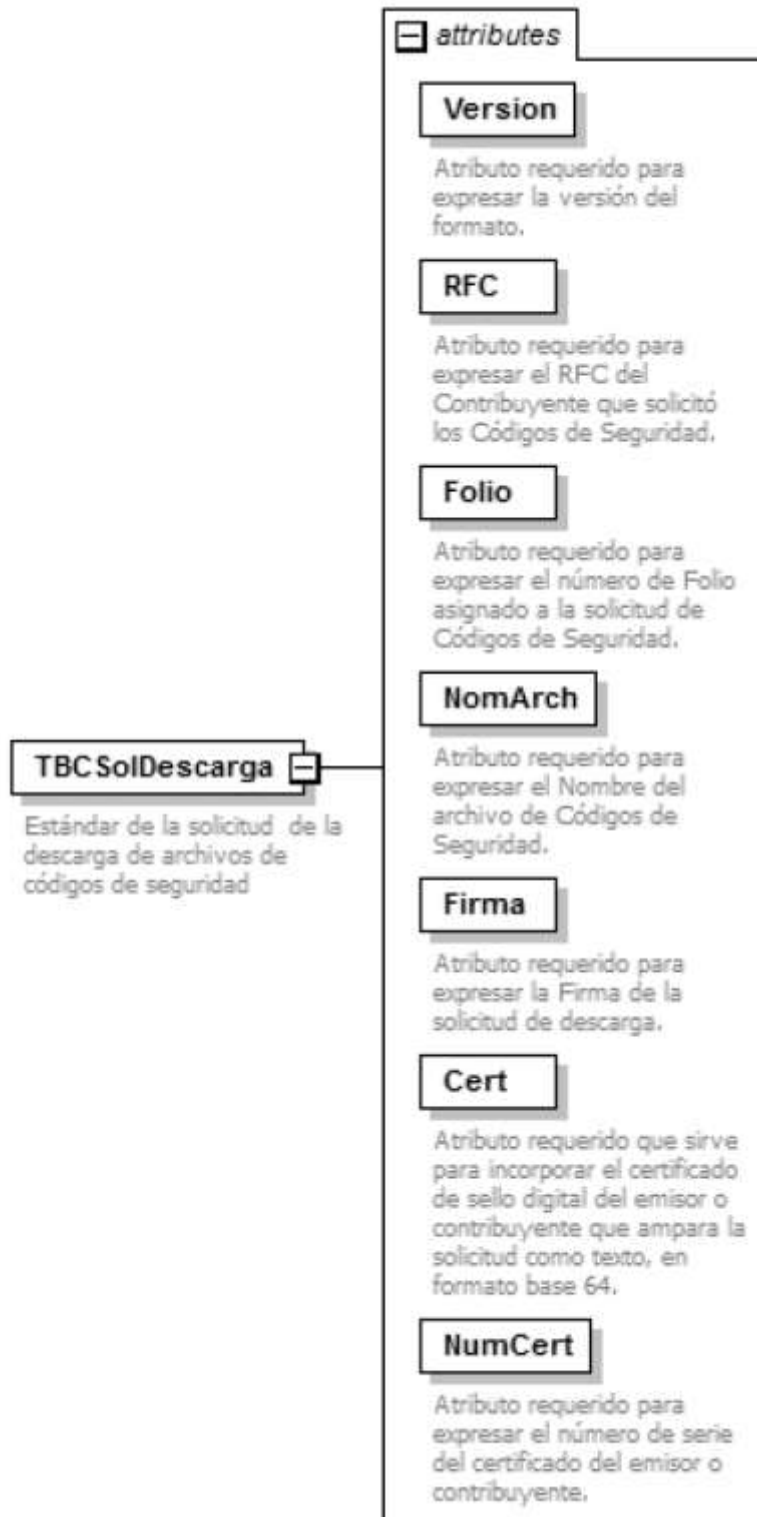 attributes
Version
Atributo requerido para
expresar la versión del
formato.
RFC
Atributo requerido para
expresar el RFC del
Contribuyente que solicitó
los Códigos de Seguridad.
Folio
Atributo requerido para
expresar el número de Folio
asignado a la solicitud de
Códigos de Seguridad.
NomArch
Atributo requerido para
expresar el Nombre del
archivo de Códigos de
Seguridad.
TBCSolDescarga
Estándar de la solicitud de la
descarga de archivos de
códigos de seguridad
Firma
Atributo requerido para
expresar la Firma de la
solicitud de descarga.
Cert
Atributo requerido que sirve
para incorporar el certificado
de sello digital del emisor o
contribuyente que ampara la
solicitud como texto, en
formato base 64.
NumCert
Atributo requerido para
expresar el número de serie
del certificado del emisor o
contribuyente.